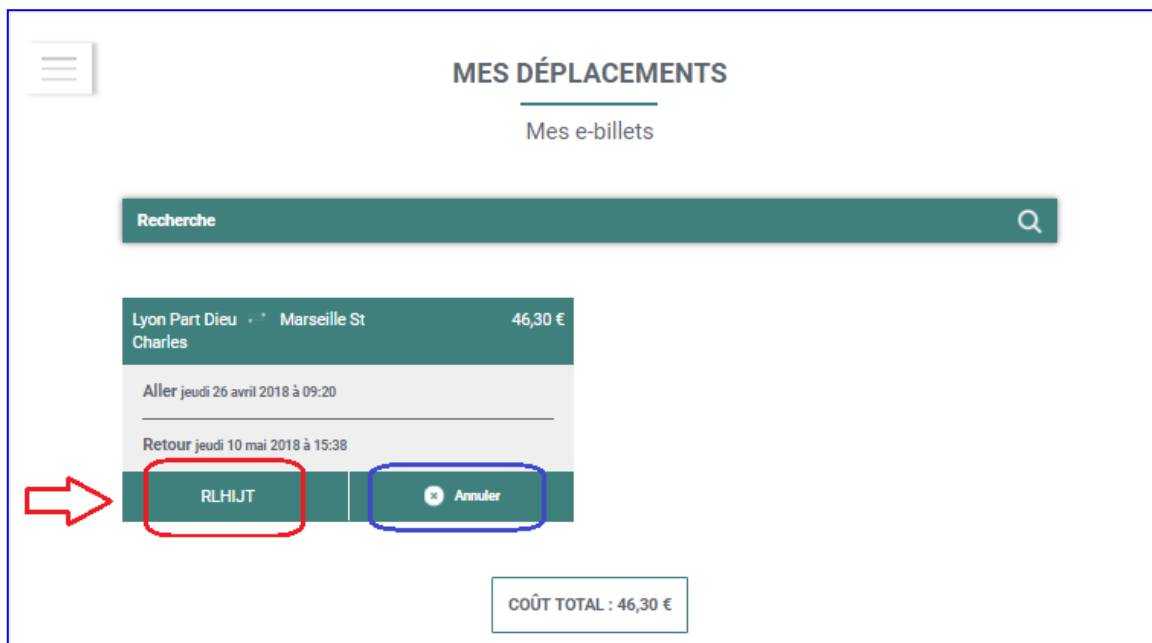 MES DÉPLACEMENTS
Mes e-billets
Recherche
Lyon Part Dieu Marseille St 46,30 €
Charles
Aller jeudi 26 avril 2018 à 09:20
Retour jeudi 10 mai 2018 à 15:38
RLHIJT Annuler
COÛT TOTAL : 46,30 €